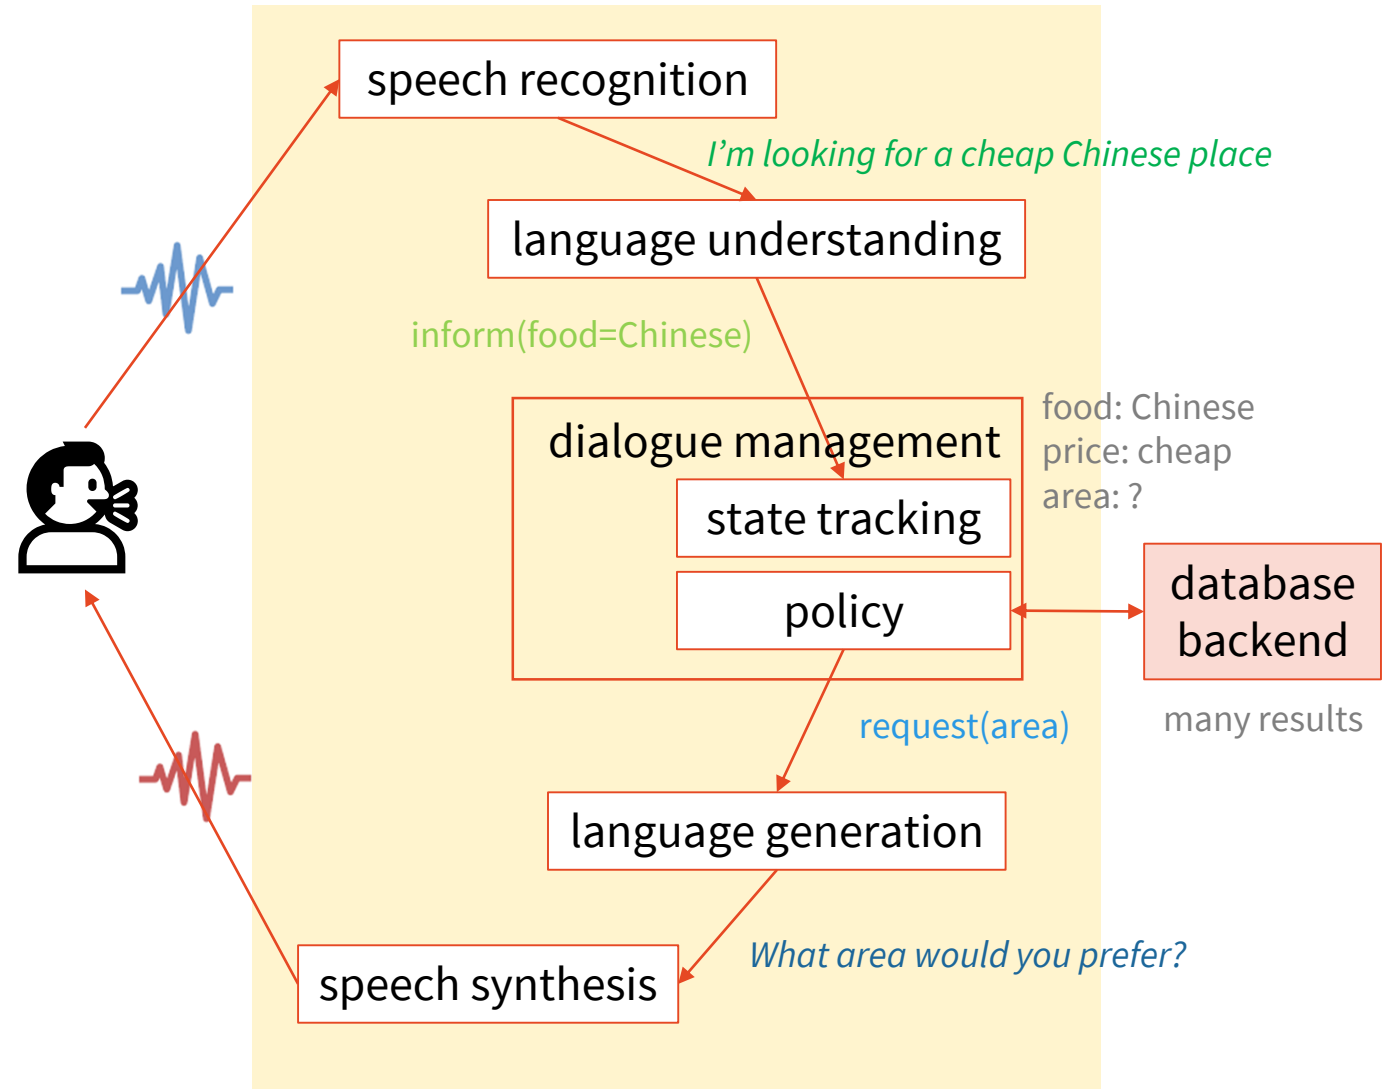 speech recognition
I’m looking for a cheap Chinese place
language understanding
inform(food=Chinese)
dialogue management
food: Chinese
price: cheap
area: ?
state tracking
policy
database
backend
many results
request(area)
language generation
What area would you prefer?
speech synthesis